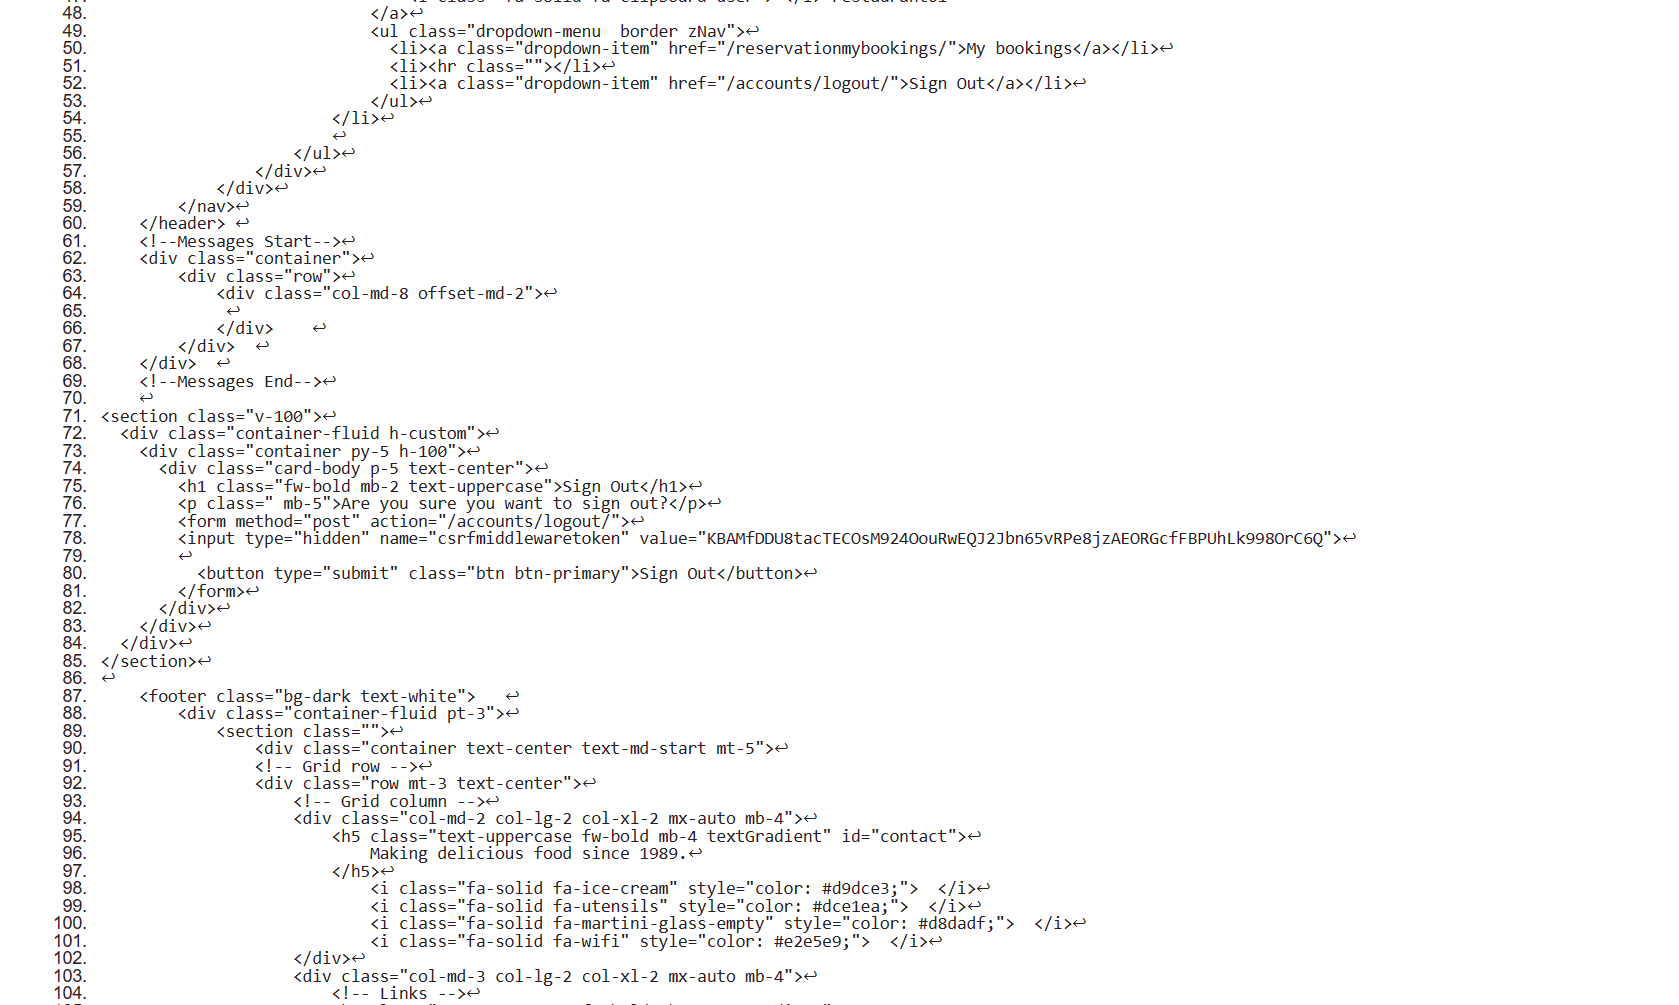 48. </a>↩
49. <ul class="dropdown-menu  border zNav">↩
50. <li><a class="dropdown-item" href="/reservationmybookings/">My bookings</a></li>↩
51. <li><hr class=""></li>↩
52. <li><a class="dropdown-item" href="/accounts/logout/">Sign Out</a></li>↩
53. </ul>↩
54. </li>↩
55. ↩
56. </ul>↩
57. </div>↩
58. </div>↩
59. </nav>↩
60. </header> ↩
61. <!--Messages Start-->↩
62. <div class="container">↩
63. <div class="row">↩
64. <div class="col-md-8 offset-md-2">↩
65. ↩
66. </div>    ↩
67. </div>  ↩
68. </div>  ↩
69. <!--Messages End-->↩
70. ↩
71. <section class="v-100">↩
72. <div class="container-fluid h-custom">↩
73. <div class="container py-5 h-100">↩
74. <div class="card-body p-5 text-center">↩
75. <h1 class="fw-bold mb-2 text-uppercase">Sign Out</h1>↩
76. <p class=" mb-5">Are you sure you want to sign out?</p>↩
77. <form method="post" action="/accounts/logout/">↩
78. <input type="hidden" name="csrfmiddlewaretoken" value="KBAMfDDU8tacTECOsM924OouRwEQJ2Jbn65vRPe8jzAEORGcfFBPUhLk998OrC6Q">↩
79. ↩
80. <button type="submit" class="btn btn-primary">Sign Out</button>↩
81. </form>↩
82. </div>↩
83. </div>↩
84. </div>↩
85. </section>↩
86. ↩
87. <footer class="bg-dark text-white">   ↩
88. <div class="container-fluid pt-3">↩
89. <section class="">↩
90. <div class="container text-center text-md-start mt-5">↩
91. <!-- Grid row -->↩
92. <div class="row mt-3 text-center">↩
93. <!-- Grid column -->↩
94. <div class="col-md-2 col-lg-2 col-xl-2 mx-auto mb-4">↩
95. <h5 class="text-uppercase fw-bold mb-4 textGradient" id="contact">↩
96. Making delicious food since 1989.↩
97. </h5>↩
98. <i class="fa-solid fa-ice-cream" style="color: #d9dce3;">  </i>↩
99. <i class="fa-solid fa-utensils" style="color: #dce1ea;">  </i>↩
100. <i class="fa-solid fa-martini-glass-empty" style="color: #d8dadf;">  </i>↩
101. <i class="fa-solid fa-wifi" style="color: #e2e5e9;">  </i>↩
102. </div>↩
103. <div class="col-md-3 col-lg-2 col-xl-2 mx-auto mb-4">↩
104. <!-- Links -->↩